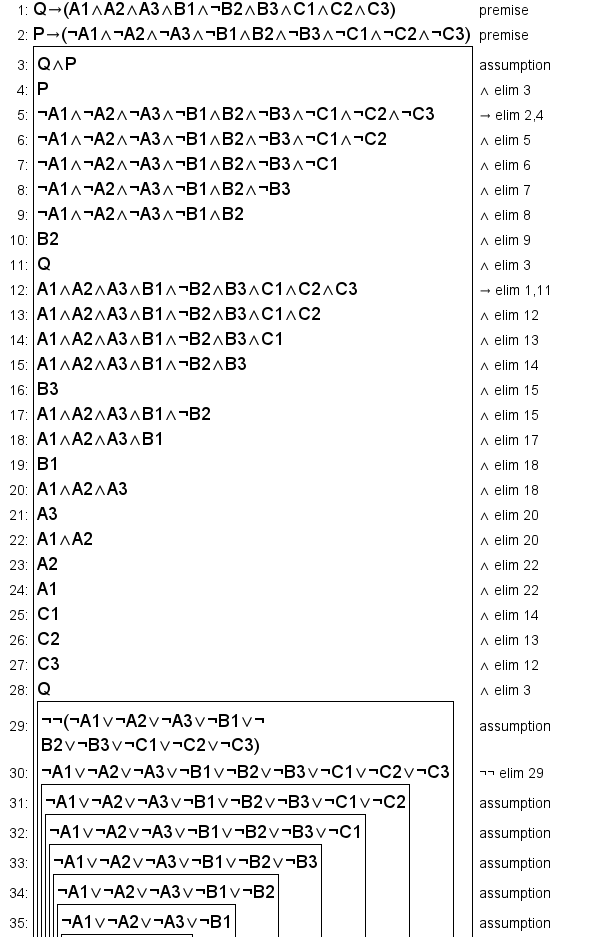 1: Q→(A1∧A2∧A3∧B1∧¬B2∧B3∧C1∧C2∧C3) premise
2: P→(¬A1∧¬A2∧¬A3∧¬B1∧B2∧¬B3∧¬C1∧¬C2∧¬C3) premise
3: Q∧P assumption
4: P ∧ elim 3
5: ¬A1∧¬A2∧¬A3∧¬B1∧B2∧¬B3∧¬C1∧¬C2∧¬C3 → elim 2,4
6: ¬A1∧¬A2∧¬A3∧¬B1∧B2∧¬B3∧¬C1∧¬C2 ∧ elim 5
7: ¬A1∧¬A2∧¬A3∧¬B1∧B2∧¬B3∧¬C1 ∧ elim 6
8: ¬A1∧¬A2∧¬A3∧¬B1∧B2∧¬B3 ∧ elim 7
9: ¬A1∧¬A2∧¬A3∧¬B1∧B2 ∧ elim 8
10: B2 ∧ elim 9
11: Q ∧ elim 3
12: A1∧A2∧A3∧B1∧¬B2∧B3∧C1∧C2∧C3 → elim 1,11
13: A1∧A2∧A3∧B1∧¬B2∧B3∧C1∧C2 ∧ elim 12
14: A1∧A2∧A3∧B1∧¬B2∧B3∧C1 ∧ elim 13
15: A1∧A2∧A3∧B1∧¬B2∧B3 ∧ elim 14
16: B3 ∧ elim 15
17: A1∧A2∧A3∧B1∧¬B2 ∧ elim 15
18: A1∧A2∧A3∧B1 ∧ elim 17
19: B1 ∧ elim 18
20: A1∧A2∧A3 ∧ elim 18
21: A3 ∧ elim 20
22: A1∧A2 ∧ elim 20
23: A2 ∧ elim 22
24: A1 ∧ elim 22
25: C1 ∧ elim 14
26: C2 ∧ elim 13
27: C3 ∧ elim 12
28: Q ∧ elim 3
29: ¬¬(¬A1∨¬A2∨¬A3∨¬B1∨¬ assumption
B2∨¬B3∨¬C1∨¬C2∨¬C3)
30: ¬A1∨¬A2∨¬A3∨¬B1∨¬B2∨¬B3∨¬C1∨¬C2∨¬C3 ¬¬ elim 29
31: ¬A1∨¬A2∨¬A3∨¬B1∨¬B2∨¬B3∨¬C1∨¬C2 assumption
32: ¬A1∨¬A2∨¬A3∨¬B1∨¬B2∨¬B3∨¬C1 assumption
33: ¬A1∨¬A2∨¬A3∨¬B1∨¬B2∨¬B3 assumption
34: ¬A1∨¬A2∨¬A3∨¬B1∨¬B2 assumption
35: ¬A1∨¬A2∨¬A3∨¬B1 assumption